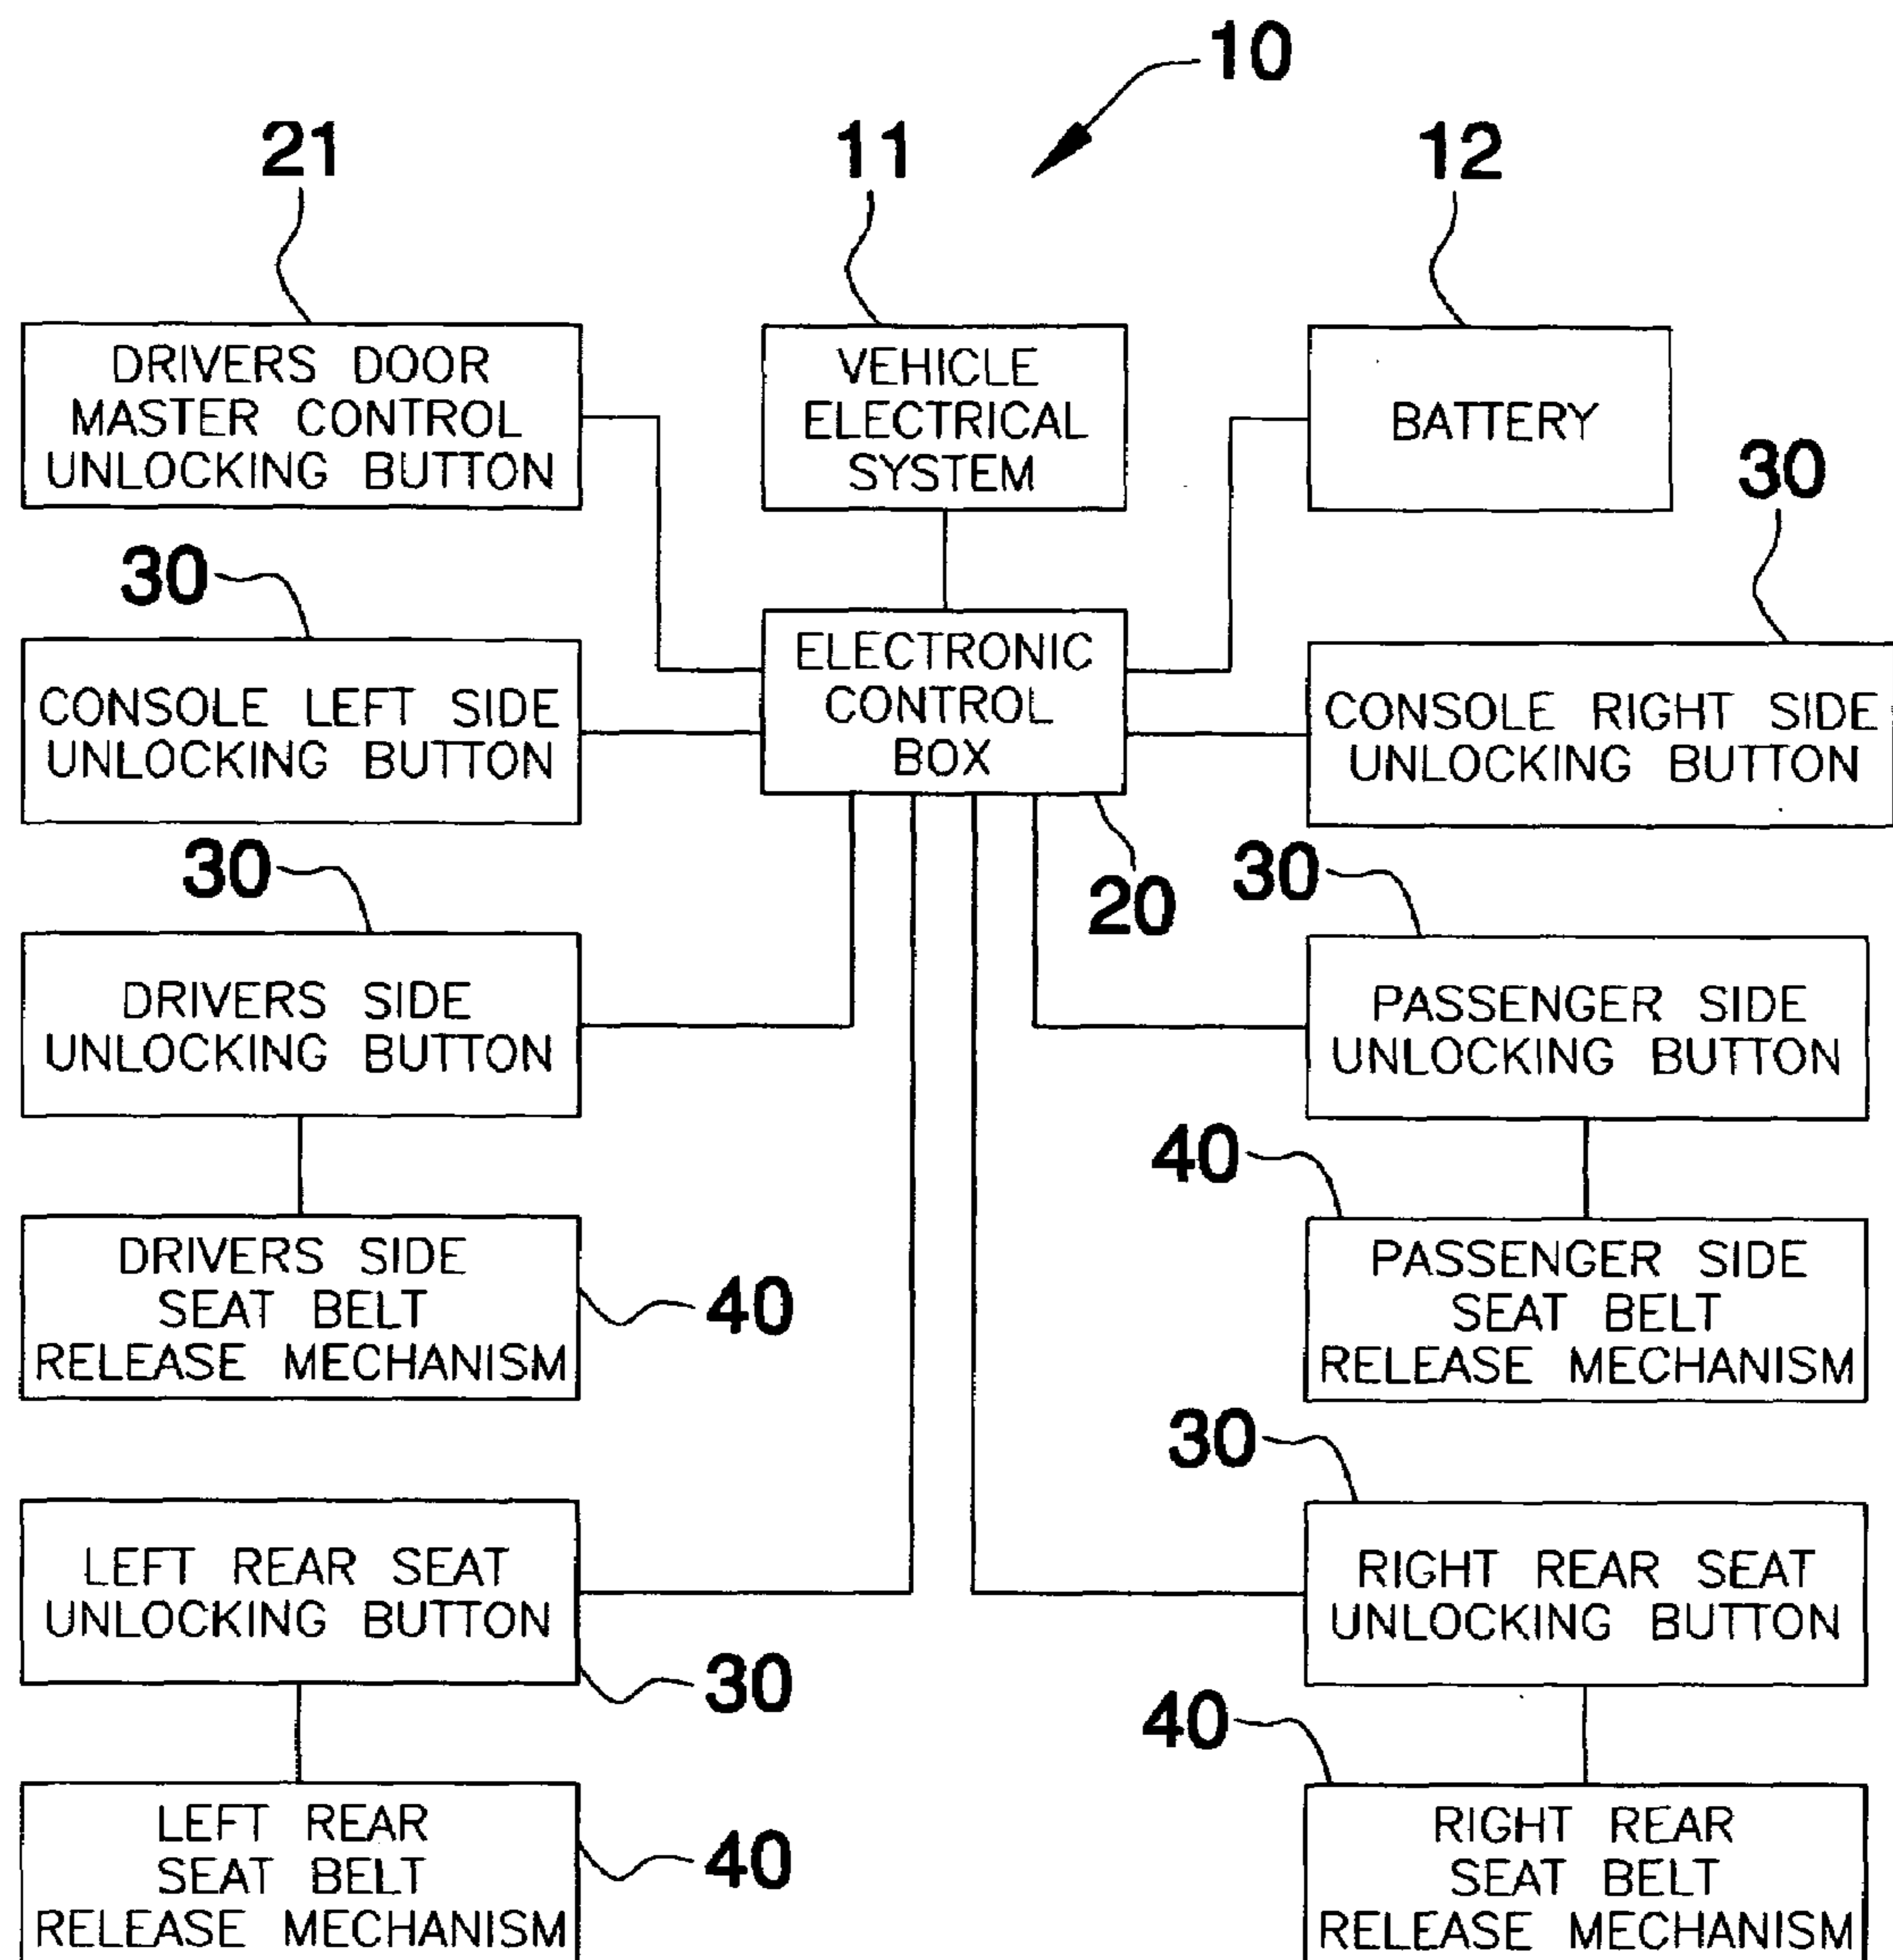 10
21
11
12
DRIVERS DOOR
MASTER CONTROL
UNLOCKING BUTTON
VEHICLE
ELECTRICAL
SYSTEM
BATTERY
30
30
CONSOLE LEFT SIDE
UNLOCKING BUTTON
ELECTRONIC
CONTROL
BOX
CONSOLE RIGHT SIDE
UNLOCKING BUTTON
30
20
30
DRIVERS SIDE
UNLOCKING BUTTON
PASSENGER SIDE
UNLOCKING BUTTON
40
DRIVERS SIDE
SEAT BELT
RELEASE MECHANISM
40
PASSENGER SIDE
SEAT BELT
RELEASE MECHANISM
30
LEFT REAR SEAT
UNLOCKING BUTTON
30
RIGHT REAR SEAT
UNLOCKING BUTTON
40
LEFT REAR
SEAT BELT
RELEASE MECHANISM
40
RIGHT REAR
SEAT BELT
RELEASE MECHANISM